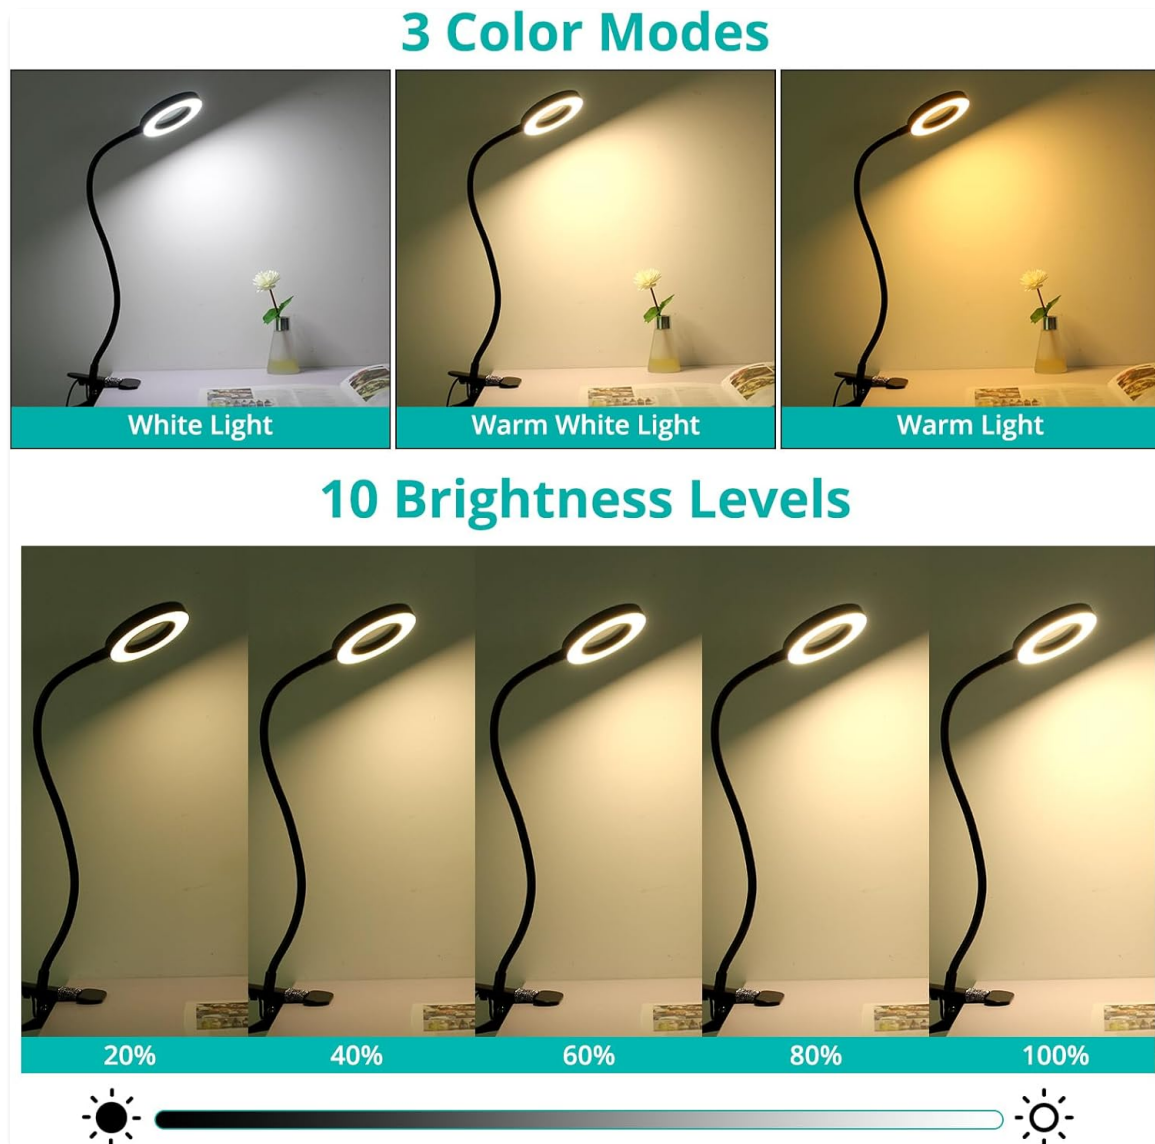 3 Color Modes
White Light
Warm White Light
Warm Light
10 Brightness Levels
20%
40%
60%
80%
100%